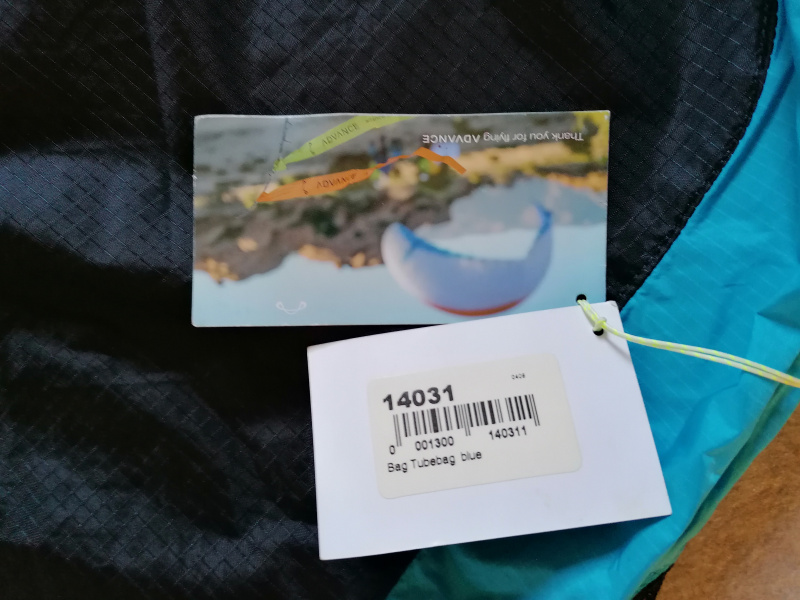 Thank you for flying ADVANCE
ADVANCE
ADVANCE
14031
2428
0 001300 140311
Bag Tubebag blue